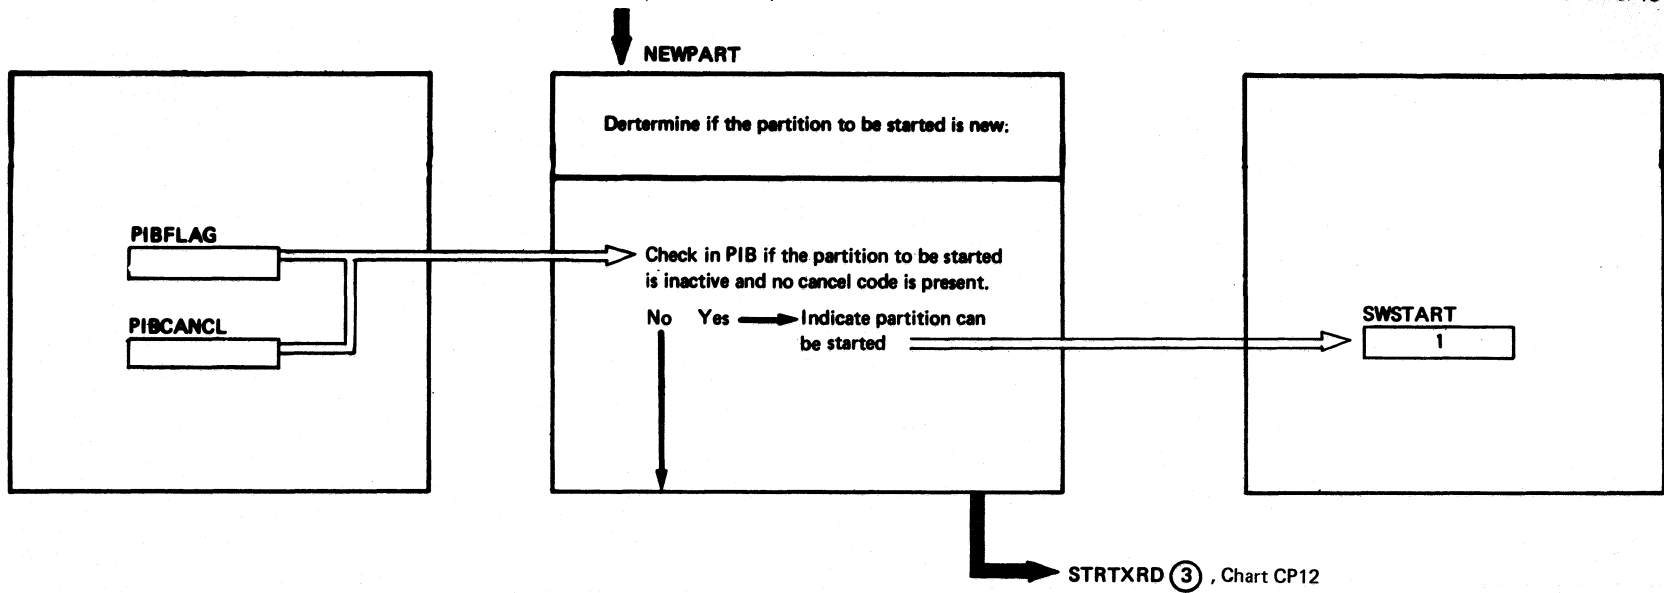 NEWPART
Dertermine if the partition to be started is new:
PIBFLAG
Check in PIB if the partition to be started
is inactive and no cancel code is present.
PIBCANCL
No Yes Indicate partition can
be started
SWSTART
1
STRTXRD 3 , Chart CP12